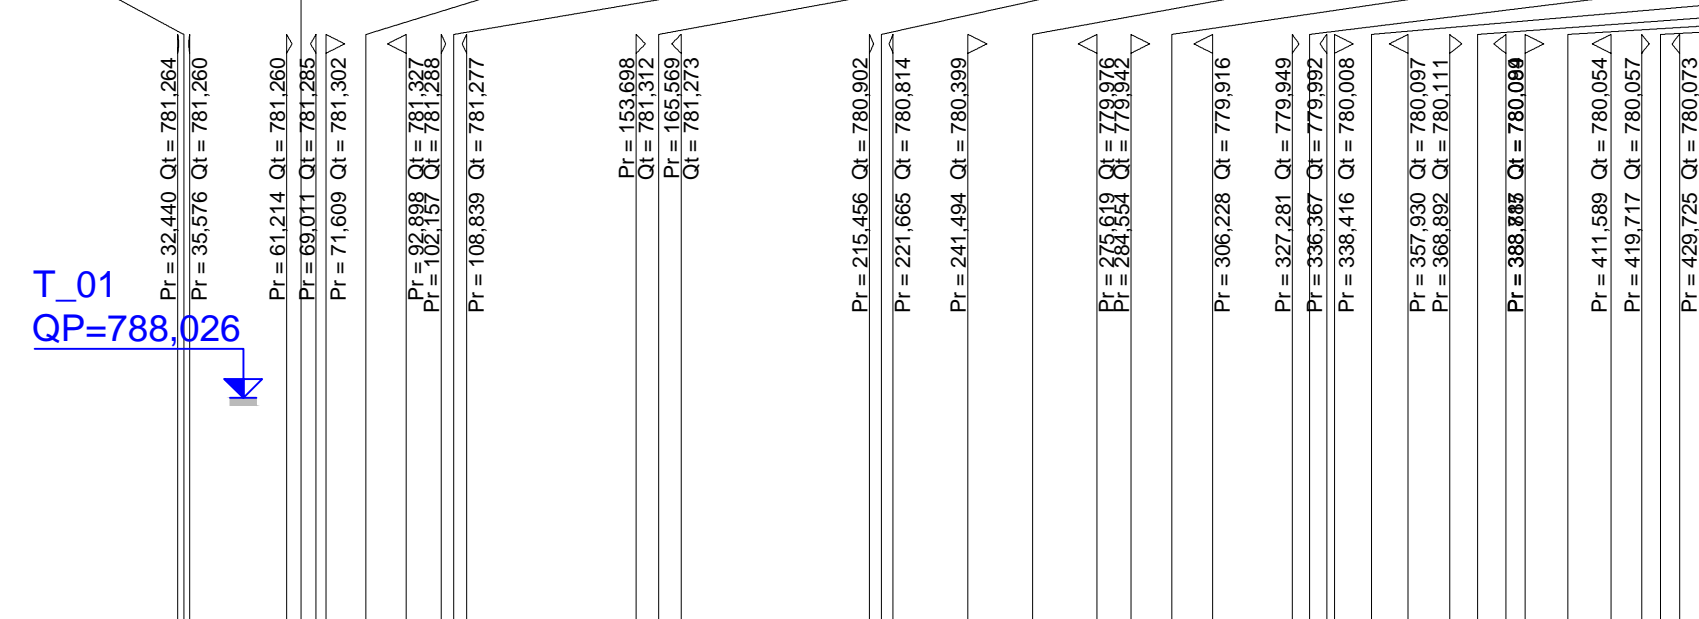 Pr = 32,440 Qt = 781,264
Pr = 35,576 Qt = 781,260
Pr = 61,214 Qt = 781,260
Pr = 69,011 Qt = 781,285
Pr = 71,609 Qt = 781,302
Pr = 92,898 Qt = 781,327
Pr = 102,157 Qt = 781,288
Pr = 108,839 Qt = 781,277
Pr = 153,698
Qt = 781,312
Pr = 165,569
Qt = 781,273
Pr = 215,456 Qt = 780,902
Pr = 221,665 Qt = 780,814
Pr = 241,494 Qt = 780,399
Pr = 275,619 Qt = 779,976
Pr = 284,554 Qt = 779,942
Pr = 306,228 Qt = 779,916
Pr = 327,281 Qt = 779,949
Pr = 336,367 Qt = 779,992
Pr = 338,416 Qt = 780,008
Pr = 357,930 Qt = 780,097
Pr = 368,892 Qt = 780,111
Pr = 411,589 Qt = 780,054
Pr = 419,717 Qt = 780,057
Pr = 429,725 Qt = 780,073
T_01
QP=788,026